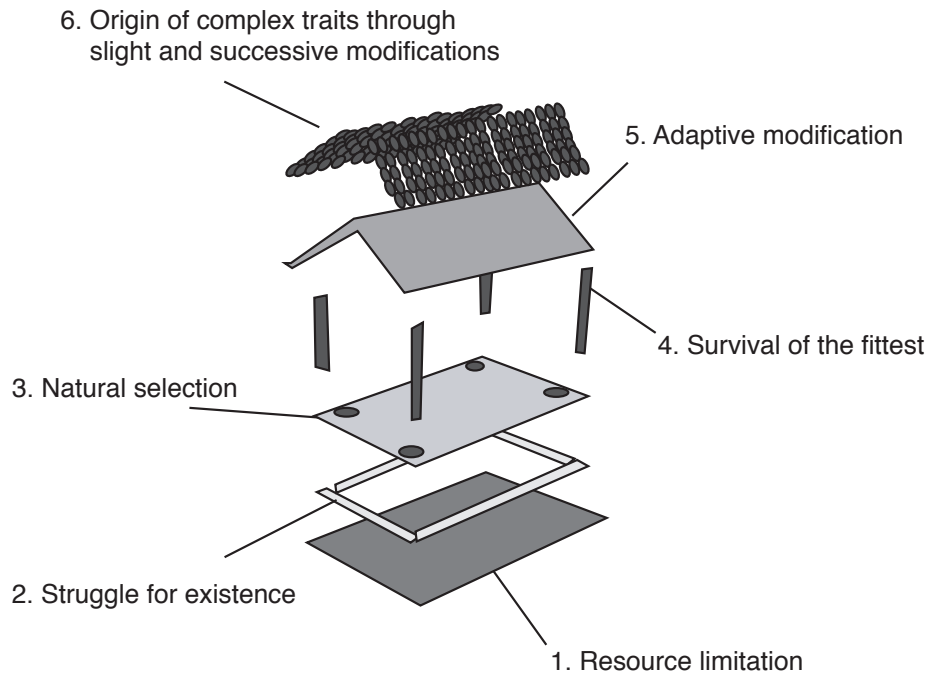 6. Origin of complex traits through
slight and successive modifications
5. Adaptive modification
4. Survival of the fittest
3. Natural selection
2. Struggle for existence
1. Resource limitation